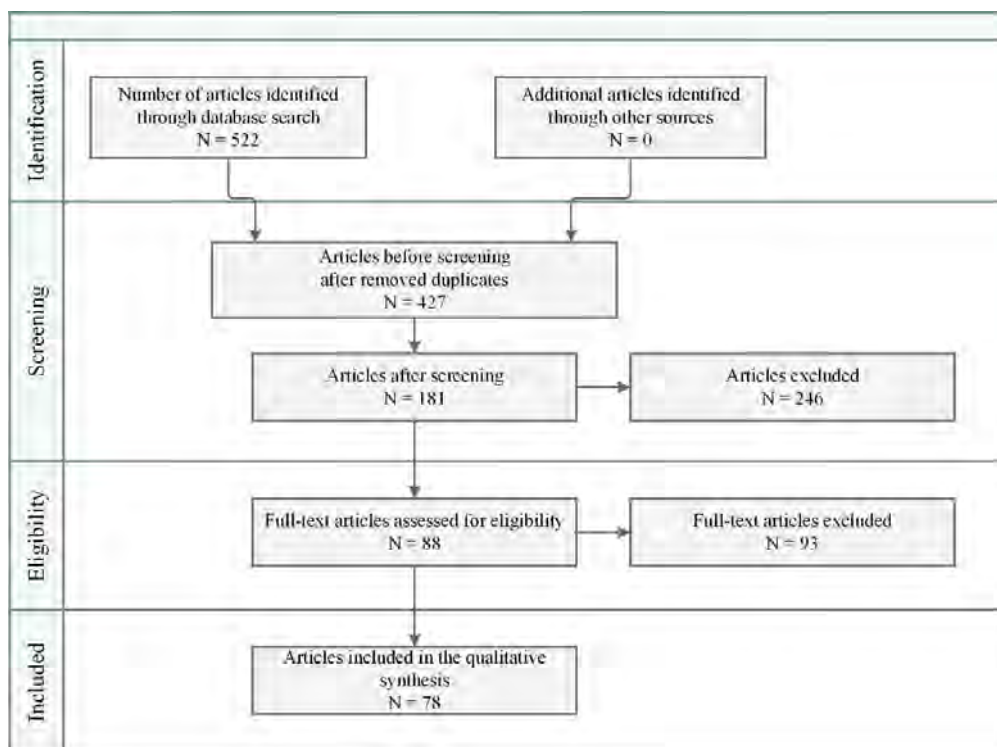 Identification
Number of articles identified
through database search
N = 522
Additional articles identified
through other sources
N = 0
Screening
Articles before screening
after removed duplicates
N = 427
Articles after screening
N = 181
Articles excluded
N = 246
Eligibility
Full-text articles assessed for eligibility
N = 88
Full-text articles excluded
N = 93
Included
Articles included in the qualitative
synthesis
N = 78